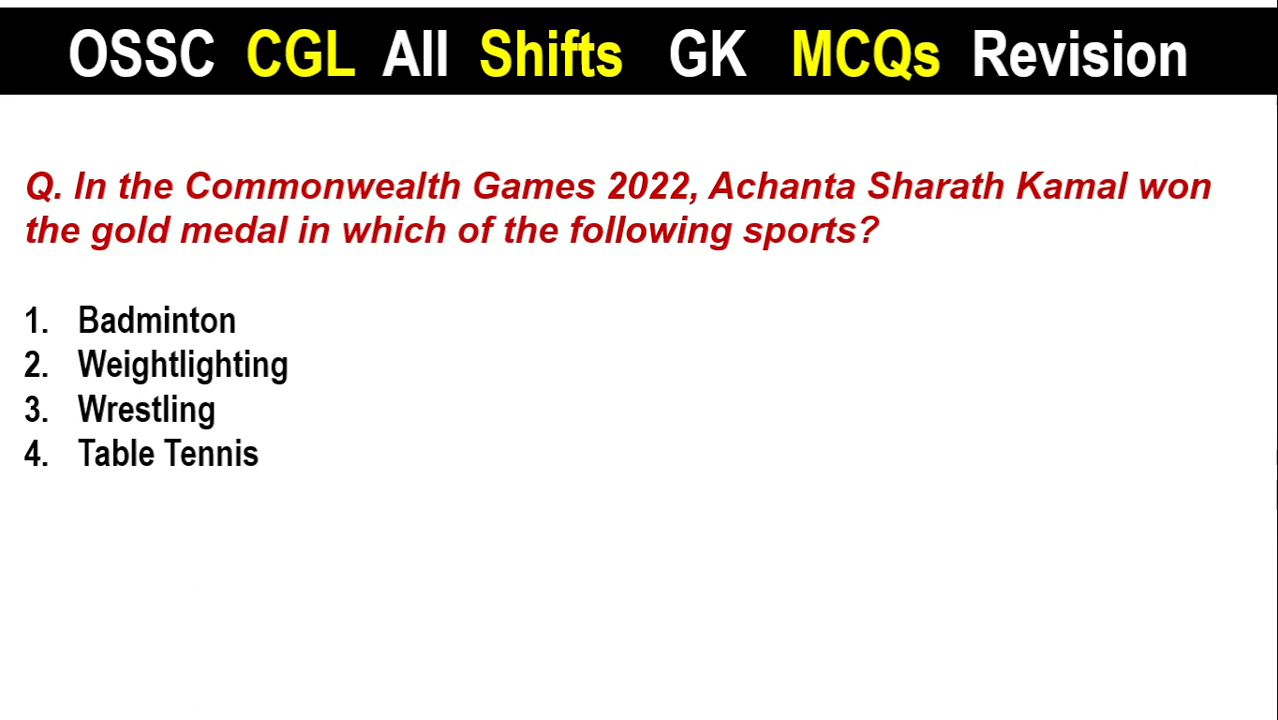 OSSC CGL All Shifts GK MCQs Revision
Q. In the Commonwealth Games 2022, Achanta Sharath Kamal won
the gold medal in which of the following sports?
1. Badminton
2. Weightlighting
3. Wrestling
4. Table Tennis